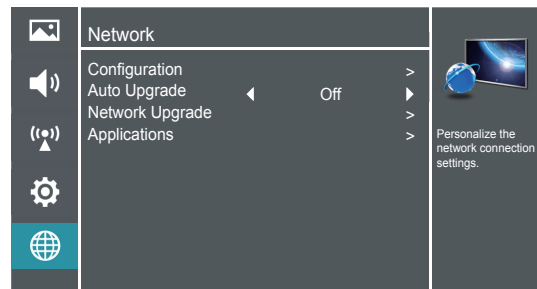 Network
Configuration >
Auto Upgrade Off
Network Upgrade >
Applications >
Personalize the
network connection
settings.